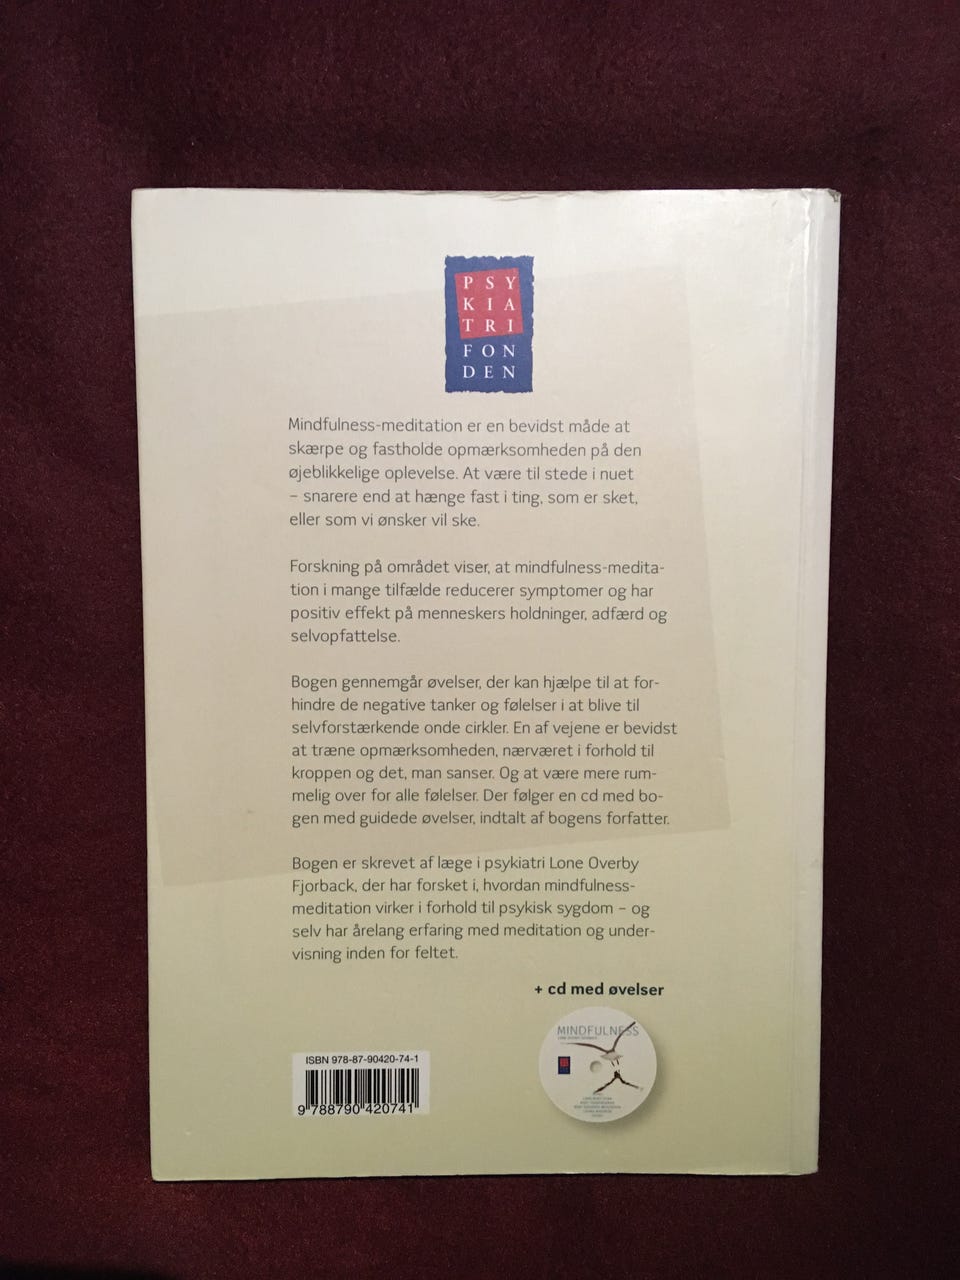 PSY
KIA
TRI
FON
DEN
Mindfulness-meditation er en bevidst måde at
skærpe og fastholde opmærksomheden på den
øjeblikkelige oplevelse. At være til stede i nuet
– snarere end at hænge fast i ting, som er sket,
eller som vi ønsker vil ske.
Forskning på området viser, at mindfulness-medita-
tion i mange tilfælde reducerer symptomer og har
positiv effekt på menneskers holdninger, adfærd og
selvopfattelse.
Bogen gennemgår øvelser, der kan hjælpe til at for-
hindre de negative tanker og følelser i at blive til
selvforstærkende onde cirkler. En af vejene er bevidst
at træne opmærksomheden, nærværet i forhold til
kroppen og det, man sanser. Og at være mere rum-
melig over for alle følelser. Der følger en cd med bo-
gen med guidede øvelser, indtalt af bogens forfatter.
Bogen er skrevet af læge i psykiatri Lone Overby
Fjorback, der har forsket i, hvordan mindfulness-
meditation virker i forhold til psykisk sygdom – og
selv har årelang erfaring med meditation og under-
visning inden for feltet.
+ cd med øvelser
MINDFULNESS
ISBN 978-87-90420-74-1
9 788790 420741